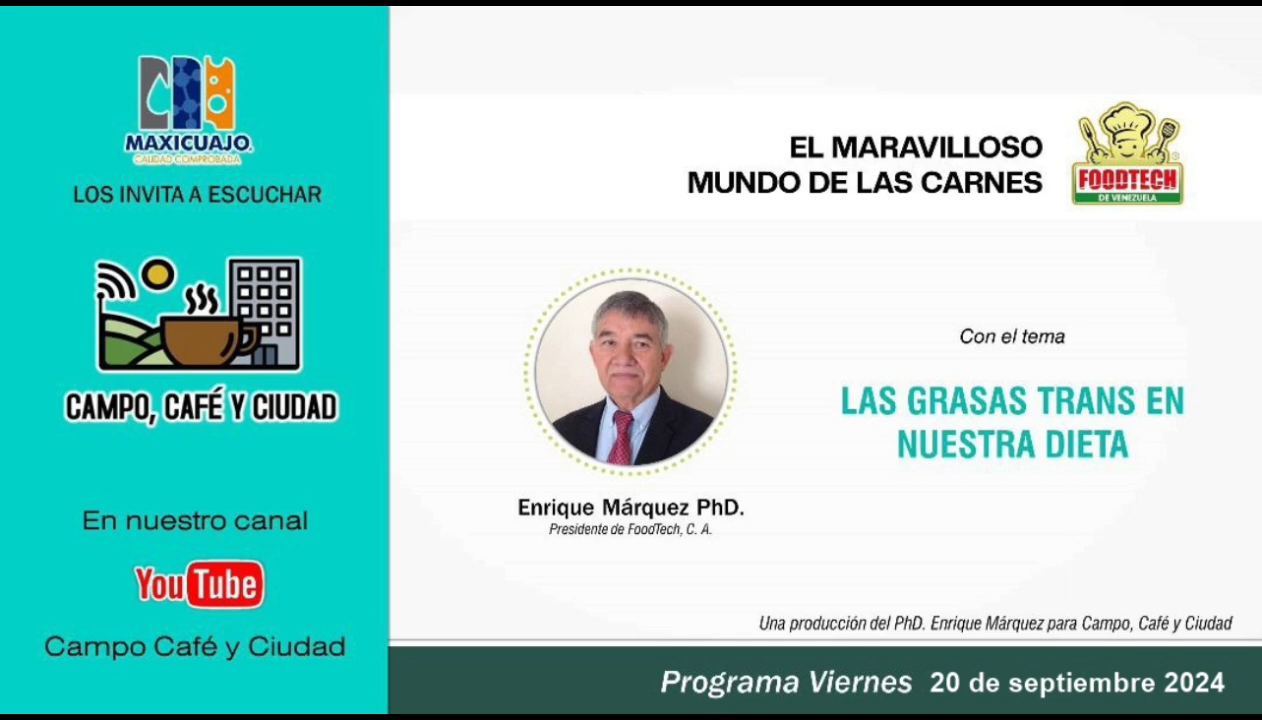 MAXICUAJO.
CALIDAD COMPROBADA
LOS INVITA A ESCUCHAR
CAMPO, CAFÉ Y CIUDAD
En nuestro canal
YouTube
Campo Café y Ciudad
EL MARAVILLOSO
MUNDO DE LAS CARNES
FOODTECH
DE VENEZUELA
Enrique Márquez PhD.
Presidente de FoodTech, C. A.
Con el tema
LAS GRASAS TRANS EN
NUESTRA DIETA
Una producción del PhD. Enrique Márquez para Campo, Café y Ciudad
Programa Viernes 20 de septiembre 2024